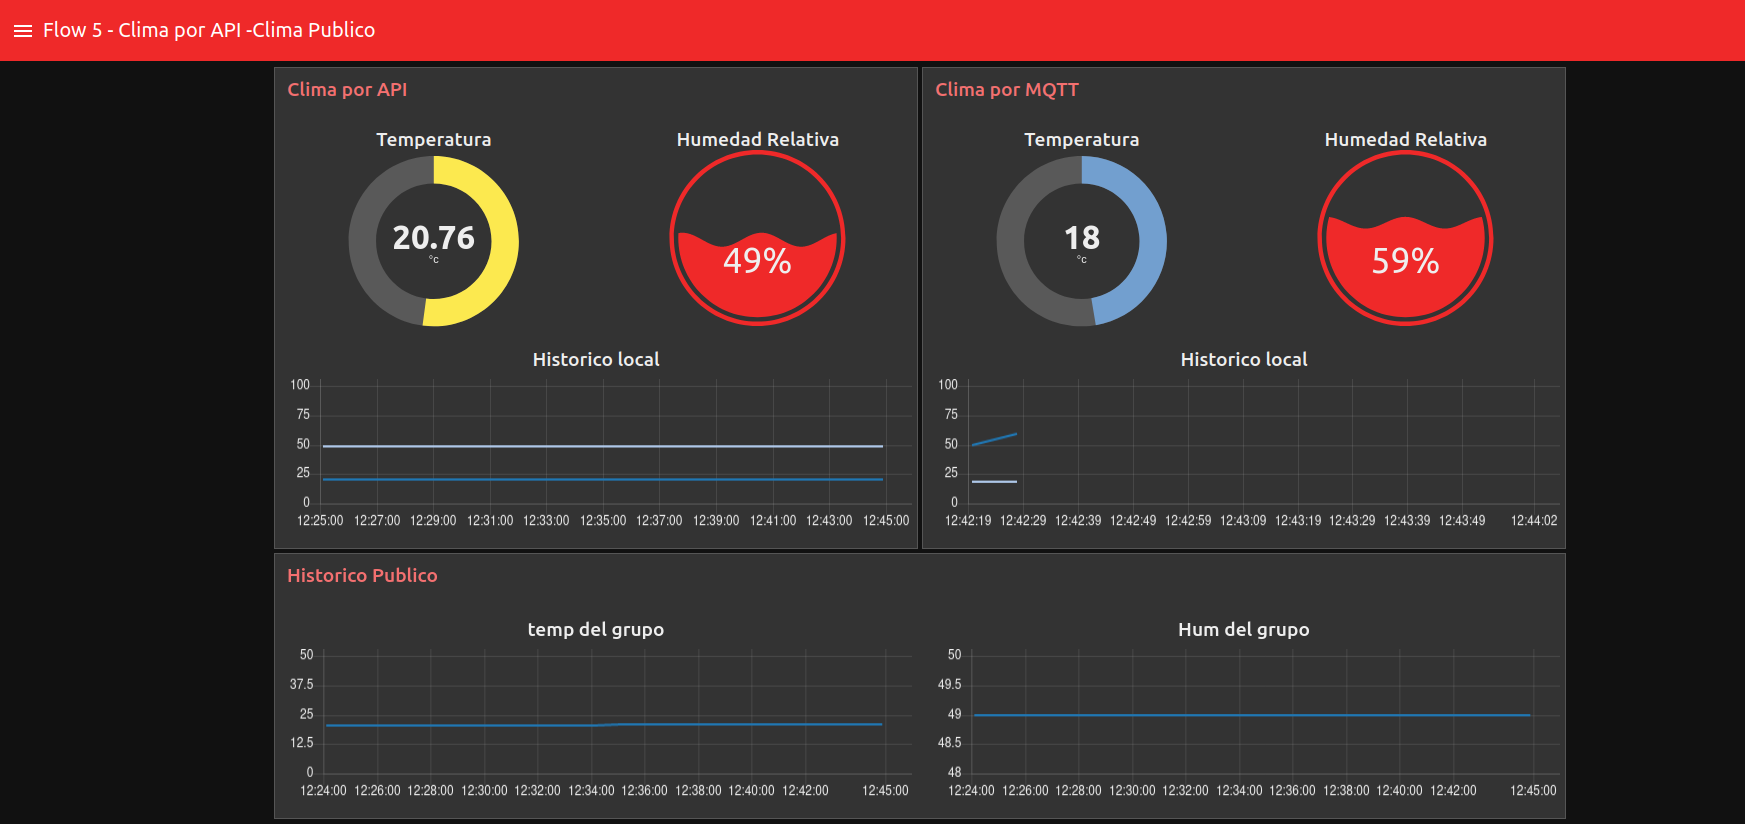 Flow 5 - Clima por API -Clima Publico
Clima por API
Temperatura
20.76
°c
Humedad Relativa
49%
Historico local
100
75
50
25
0
12:25:00 12:27:00 12:29:00 12:31:00 12:33:00 12:35:00 12:37:00 12:39:00 12:41:00 12:43:00 12:45:00
Clima por MQTT
Temperatura
18
°c
Humedad Relativa
59%
Historico local
100
75
50
25
0
12:42:19 12:42:29 12:42:39 12:42:49 12:42:59 12:43:09 12:43:19 12:43:29 12:43:39 12:43:49 12:44:02
Historico Publico
temp del grupo
50
37.5
25
12.5
0
12:24:00 12:26:00 12:28:00 12:30:00 12:32:00 12:34:00 12:36:00 12:38:00 12:40:00 12:42:00 12:45:00
Hum del grupo
50
49.5
49
48.5
48
12:24:00 12:26:00 12:28:00 12:30:00 12:32:00 12:34:00 12:36:00 12:38:00 12:40:00 12:42:00 12:45:00